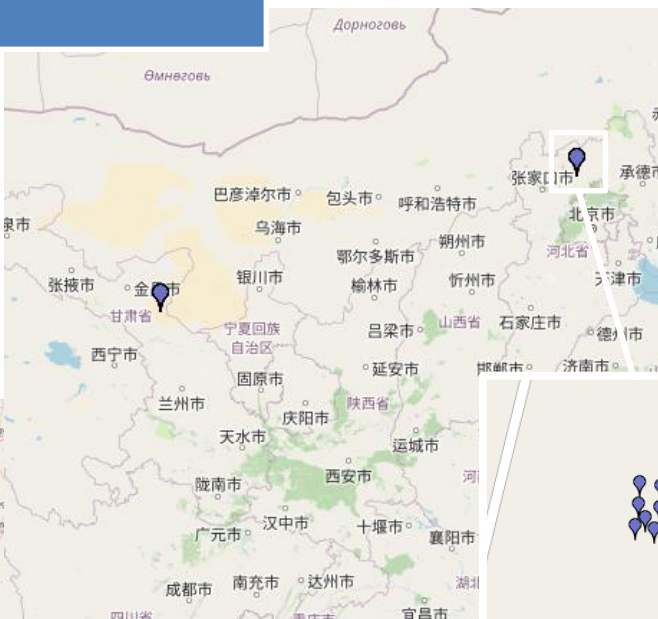 Дорноговь
Өмнөговь
张家口市
承德市
巴彦淖尔市
包头市
呼和浩特市
北京市
泉市
乌海市
朔州市
河北省
鄂尔多斯市
天津市
张掖市
银川市
忻州市
榆林市
甘肃省
宁夏回族
自治区
吕梁市
山西省
石家庄市
德州市
西宁市
延安市
邯郸市
济南市
固原市
兰州市
庆阳市
陕西省
天水市
运城市
西安市
陇南市
汉中市
十堰市
广元市
襄阳市
成都市
南充市
达州市
宜昌市